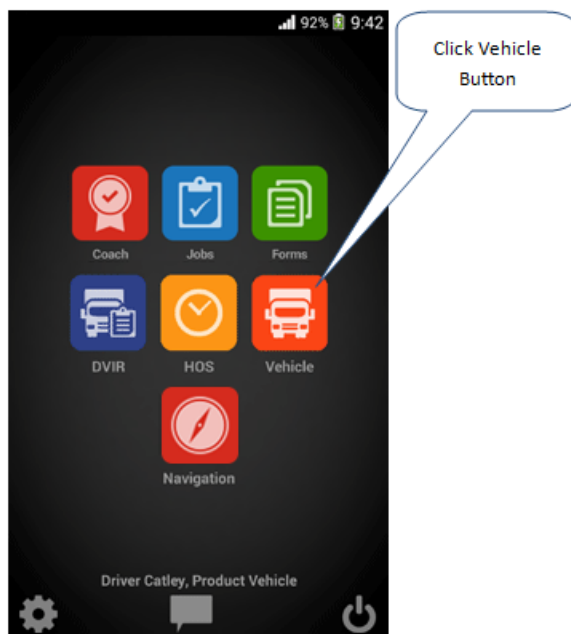 92% 9:42
Click Vehicle
Button
Coach Jobs Forms
DVIR HOS Vehicle
Navigation
Driver Catley, Product Vehicle